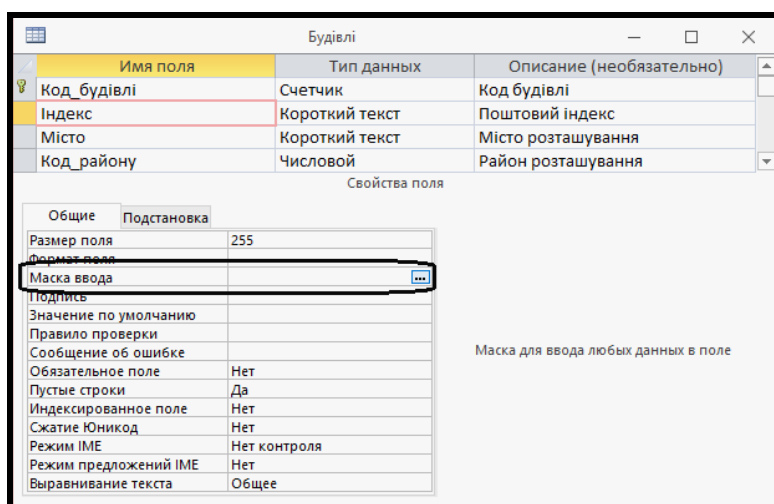 Будівлі
Имя поля Тип данных Описание (необязательно)
Код_будівлі Счетчик Код будівлі
Індекс Короткий текст Поштовий індекс
Місто Короткий текст Місто розташування
Код_району Числовой Район розташування
Свойства поля
Общие Подстановка
Размер поля 255
Формат поля
Маска ввода ...
Подпись
Значение по умолчанию
Правило проверки
Сообщение об ошибке
Обязательное поле Нет
Пустые строки Да
Индексированное поле Нет
Сжатие Юникод Нет
Режим IME Нет контроля
Режим предложений IME Нет
Выравнивание текста Общее
Маска для ввода любых данных в поле